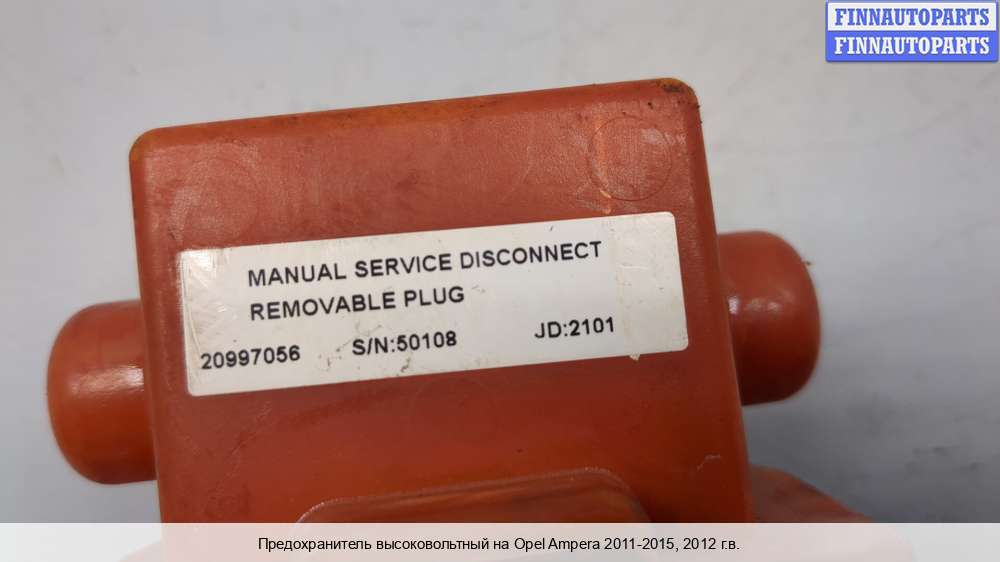 FINNAUTOPARTS
FINNAUTOPARTS
MANUAL SERVICE DISCONNECT
REMOVABLE PLUG
20997056 S/N:50108 JD:2101
Предохранитель высоковольтный на Opel Ampera 2011-2015, 2012 г.в.